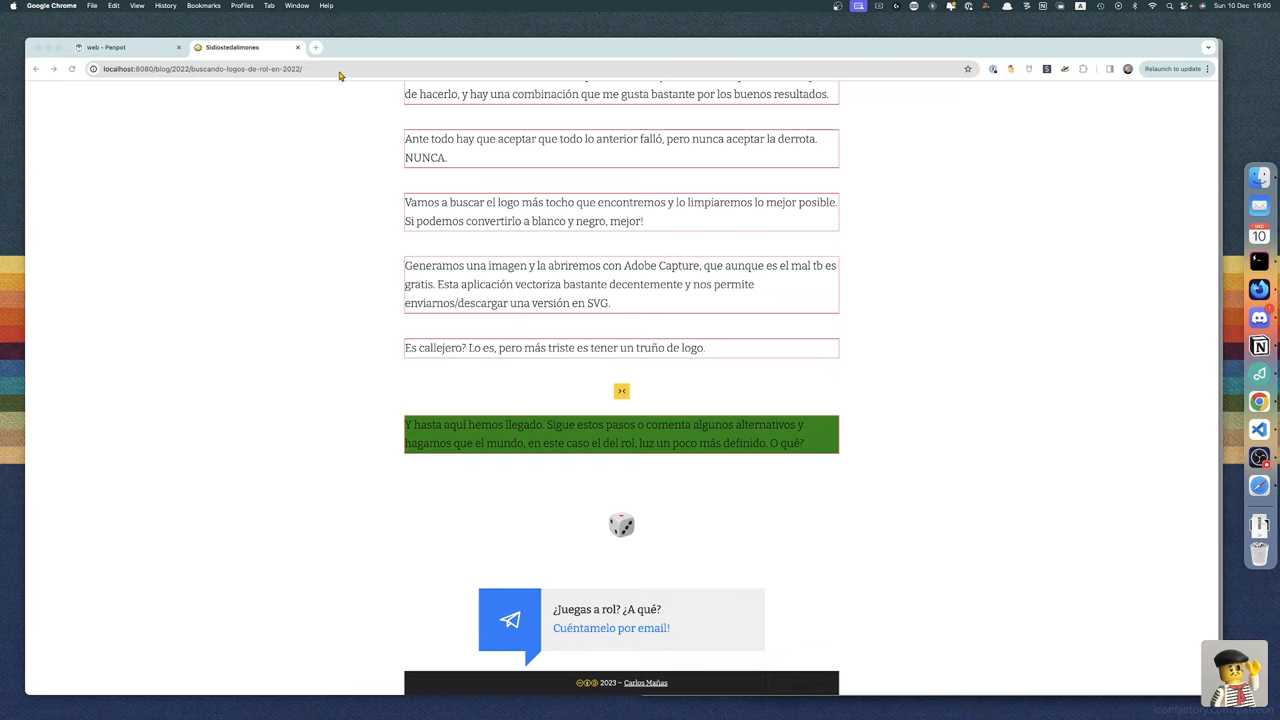 Google Chrome File Edit View History Bookmarks Profiles Tab Window Help
Sun 10 Dec 19:00
web - Penpot
Sidiostedalimones
localhost:8080/blog/2022/buscando-logos-de-rol-en-2022/
Relaunch to update
de hacerlo, y hay una combinación que me gusta bastante por los buenos resultados.
Ante todo hay que aceptar que todo lo anterior falló, pero nunca aceptar la derrota.
NUNCA.
Vamos a buscar el logo más tocho que encontremos y lo limpiaremos lo mejor posible.
Si podemos convertirlo a blanco y negro, mejor!
Generamos una imagen y la abriremos con Adobe Capture, que aunque es el mal tb es
gratis. Esta aplicación vectoriza bastante decentemente y nos permite
enviarnos/descargar una versión en SVG.
Es callejero? Lo es, pero más triste es tener un truño de logo.
Y hasta aquí hemos llegado. Sigue estos pasos o comenta algunos alternativos y
hagamos que el mundo, en este caso el del rol, luz un poco más definido. O qué?
¿Juegas a rol? ¿A qué?
Cuéntamelo por email!
2023 ~ Carlos Mañas
DEC
10
iconfactory.com/patreon